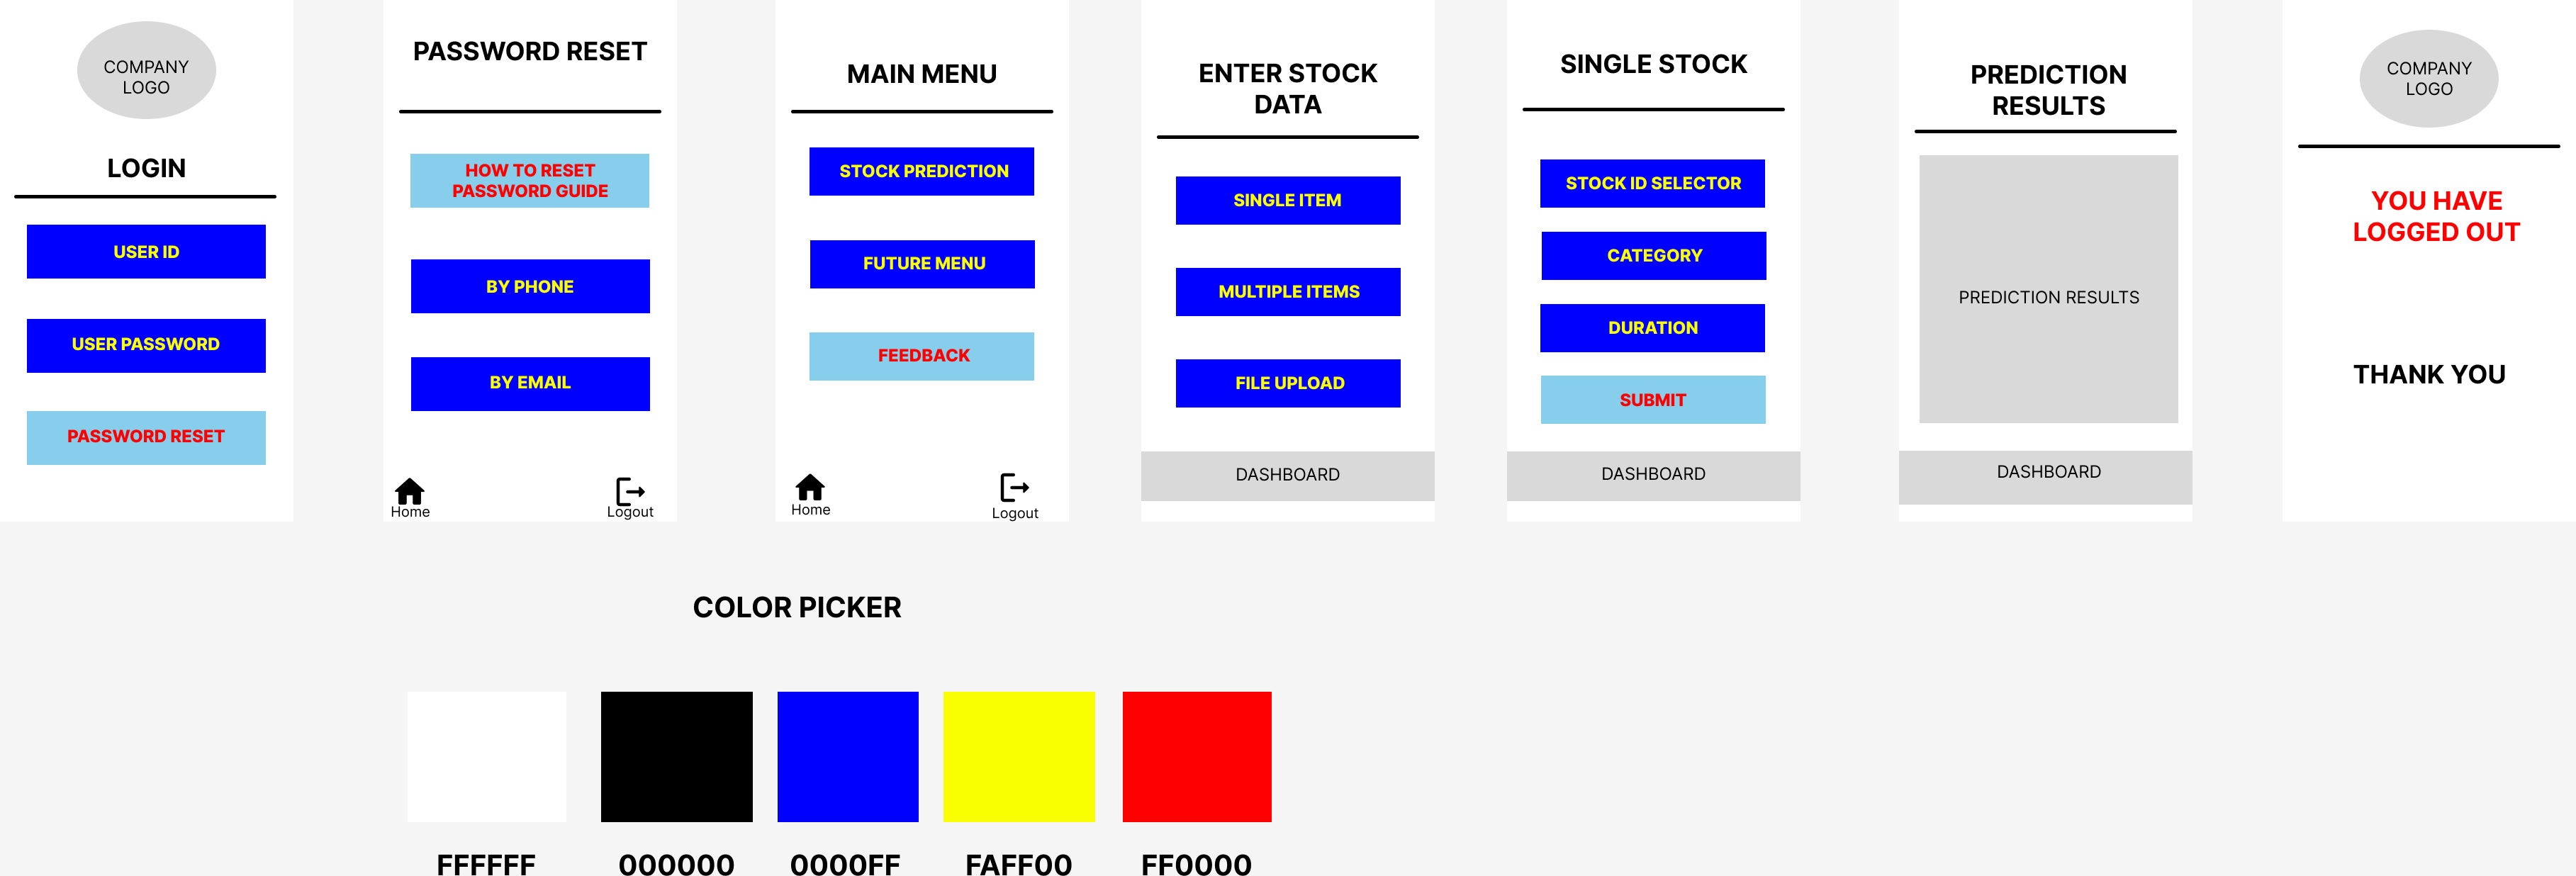 COMPANY
LOGO
LOGIN
USER ID
USER PASSWORD
PASSWORD RESET
PASSWORD RESET
HOW TO RESET
PASSWORD GUIDE
BY PHONE
BY EMAIL
Home
Logout
MAIN MENU
STOCK PREDICTION
FUTURE MENU
FEEDBACK
Home
Logout
ENTER STOCK
DATA
SINGLE ITEM
MULTIPLE ITEMS
FILE UPLOAD
DASHBOARD
SINGLE STOCK
STOCK ID SELECTOR
CATEGORY
DURATION
SUBMIT
DASHBOARD
PREDICTION
RESULTS
PREDICTION RESULTS
DASHBOARD
COMPANY
LOGO
YOU HAVE
LOGGED OUT
THANK YOU
COLOR PICKER
FFFFFF
000000
0000FF
FAFF00
FF0000